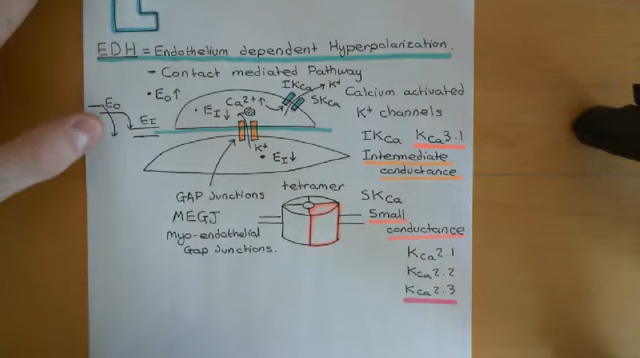 EDH = Endothelium dependent Hyperpolarization.
- Contact mediated Pathway
• Eo↑
IKCa
K+
Calcium activated
K+ channels
Ca2+↑
SKCa
• EI↓
Eo
EI
K+
• EI↓
IKCa KCa3.1
Intermediate
conductance
GAP Junctions
MEGJ
Myo-endothelial
Gap Junctions.
tetramer
SKCa
Small
conductance
KCa2.1
KCa2.2
KCa2.3